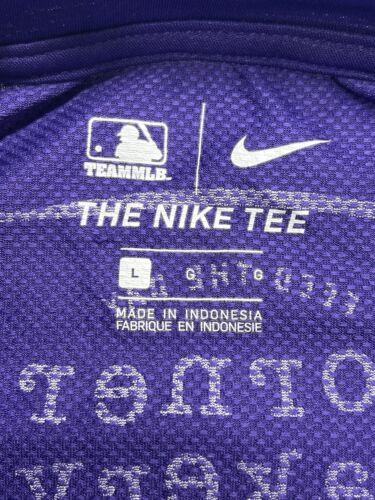 TEAMMLB
THE NIKE TEE
L G G
MADE IN INDONESIA
FABRIQUE EN INDONESIE